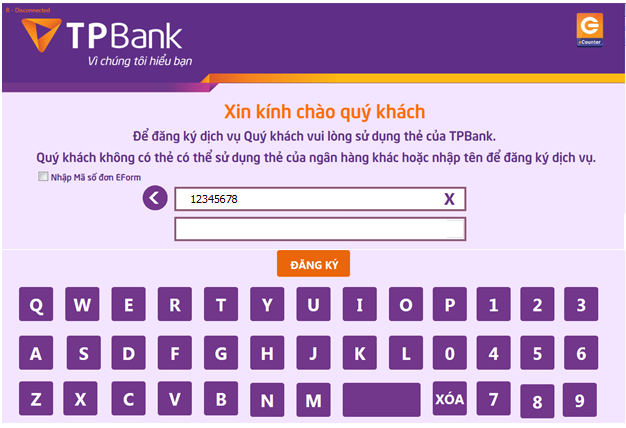 R - Disconnected
TPBank
Vì chúng tôi hiểu bạn
eCounter
Xin kính chào quý khách
Để đăng ký dịch vụ Quý khách vui lòng sử dụng thẻ của TPBank.
Quý khách không có thẻ có thể sử dụng thẻ của ngân hàng khác hoặc nhập tên để đăng ký dịch vụ.
Nhập Mã số đơn EForm
12345678 X
ĐĂNG KÝ
Q W E R T Y U I O P 1 2 3
A S D F G H J K L 0 4 5 6
Z X C V B N M XÓA 7 8 9